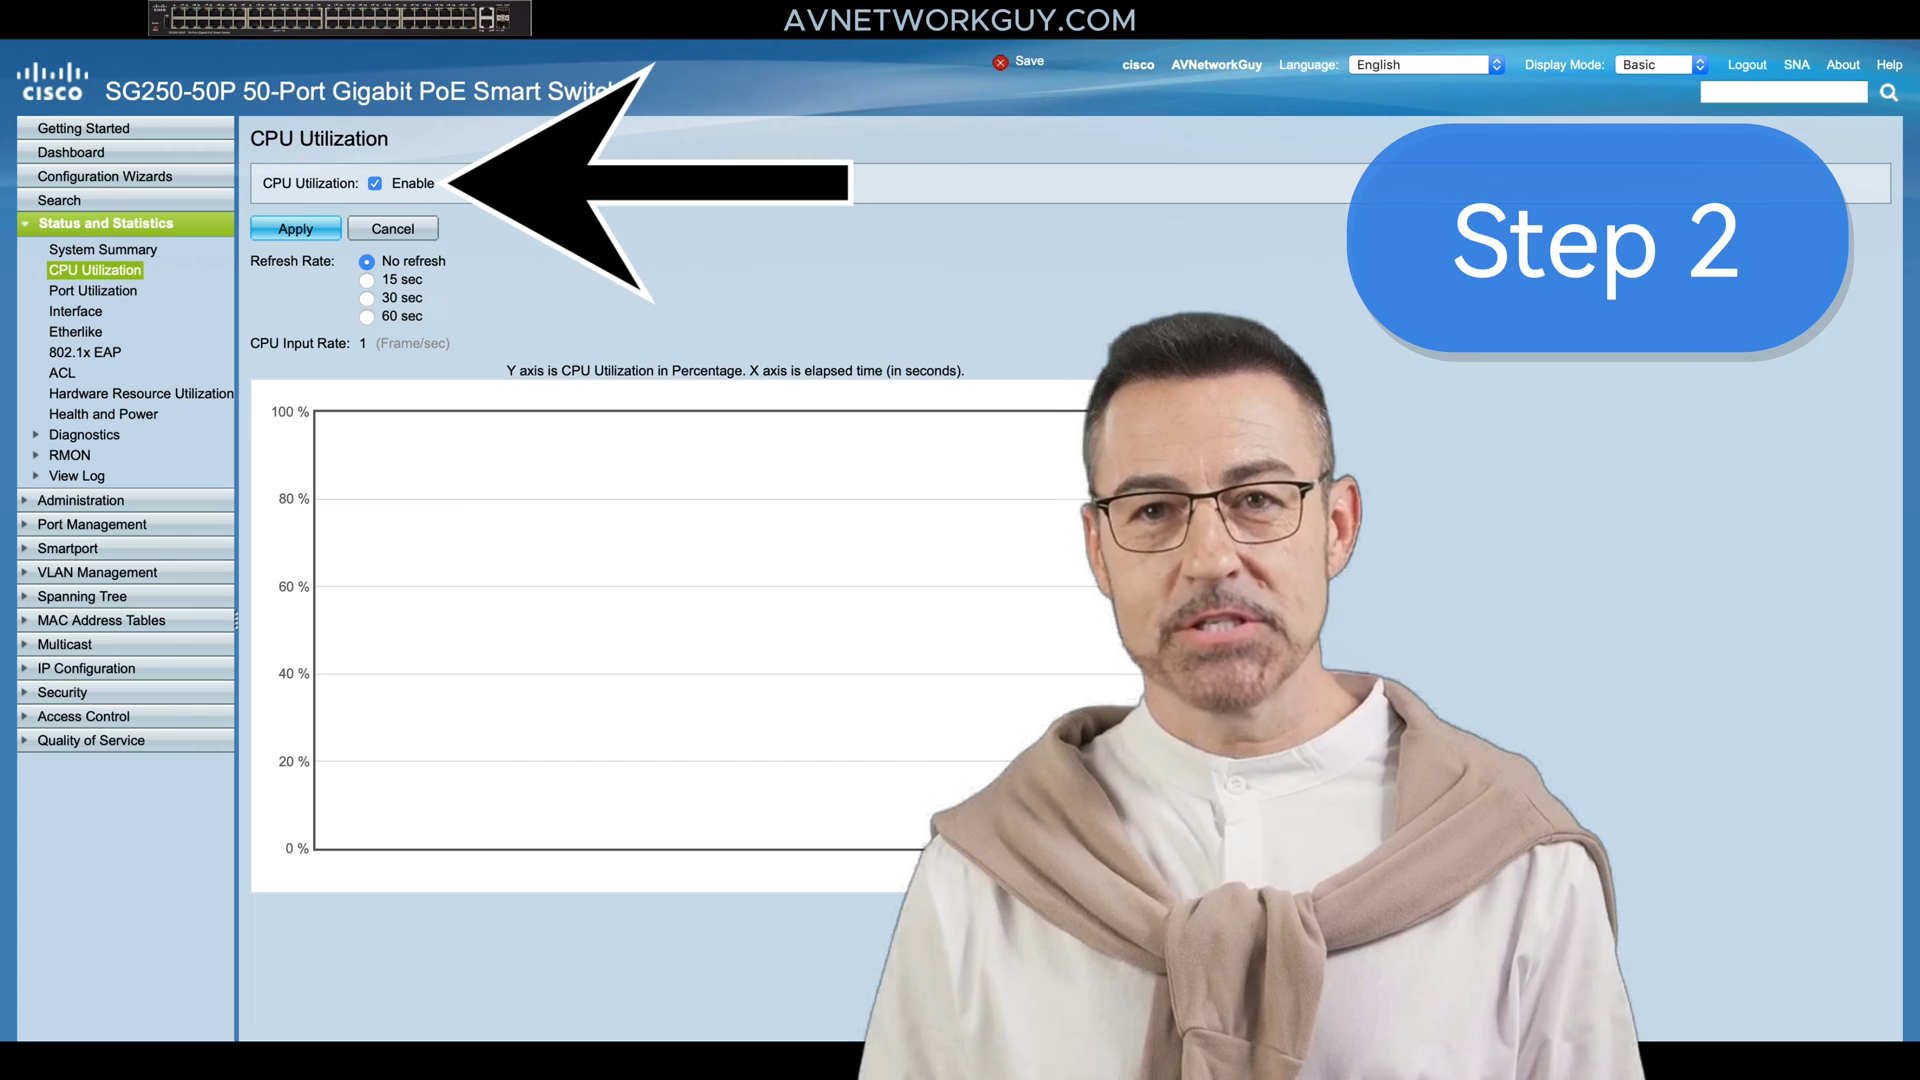 AVNETWORKGUY.COM
Save
cisco AVNetworkGuy Language: English Display Mode: Basic Logout SNA About Help
CISCO SG250-50P 50-Port Gigabit PoE Smart Switch
Getting Started
Dashboard
Configuration Wizards
Search
Status and Statistics
System Summary
CPU Utilization
Port Utilization
Interface
Etherlike
802.1x EAP
ACL
Hardware Resource Utilization
Health and Power
Diagnostics
RMON
View Log
Administration
Port Management
Smartport
VLAN Management
Spanning Tree
MAC Address Tables
Multicast
IP Configuration
Security
Access Control
Quality of Service
CPU Utilization
CPU Utilization: Enable
Apply Cancel
Refresh Rate: No refresh
15 sec
30 sec
60 sec
CPU Input Rate: 1 (Frame/sec)
Y axis is CPU Utilization in Percentage. X axis is elapsed time (in seconds).
100 %
80 %
60 %
40 %
20 %
0 %
Step 2